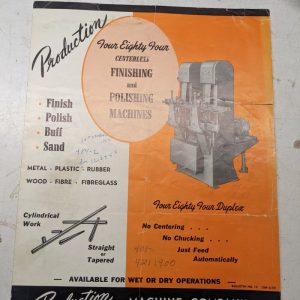 Production
Four Eighty Four
CENTERLESS
FINISHING
and
POLISHING
MACHINES
• Finish
• Polish
• Buff
• Sand
METAL - PLASTIC - RUBBER
WOOD - FIBRE - FIBREGLASS
Four Eighty Four Duplex
Cylindrical
Work
Straight
or
Tapered
No Centering . . .
No Chucking . . .
Just Feed
Automatically
— AVAILABLE FOR WET OR DRY OPERATIONS —
Production MACHINE COMPANY